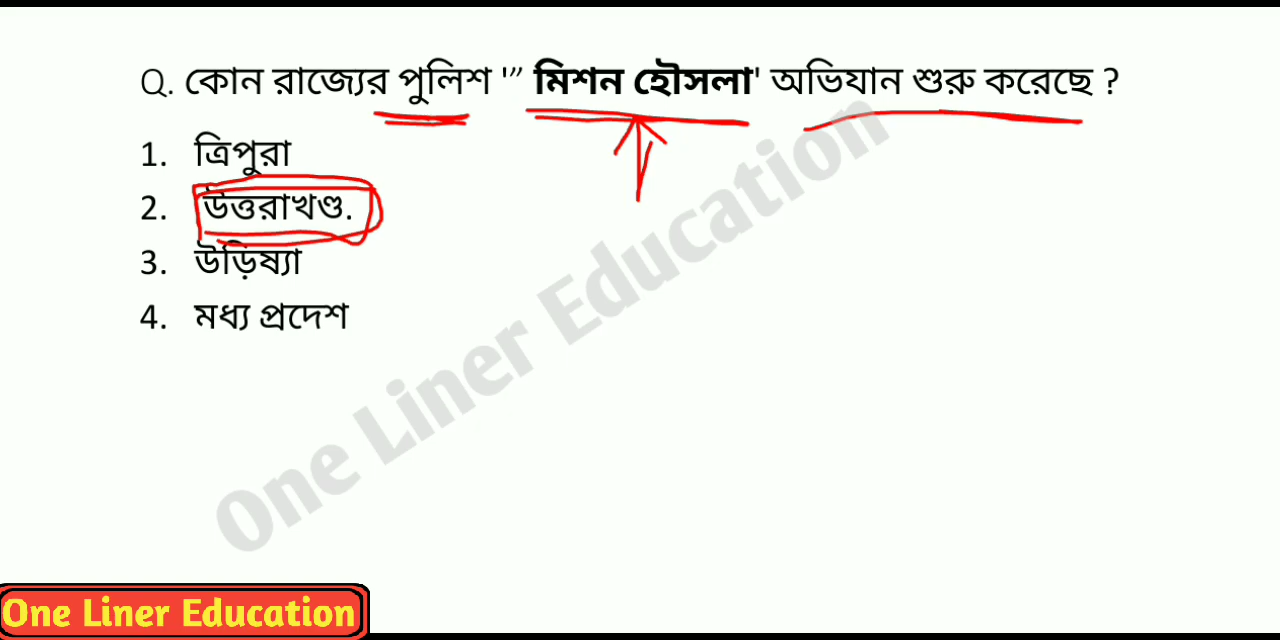 Q. কোন রাজ্যের পুলিশ '” মিশন হৌসলা' অভিযান শুরু করেছে ?
1. ত্রিপুরা
2. উত্তরাখণ্ড.
3. উড়িষ্যা
4. মধ্য প্রদেশ
One Liner Education
One Liner Education